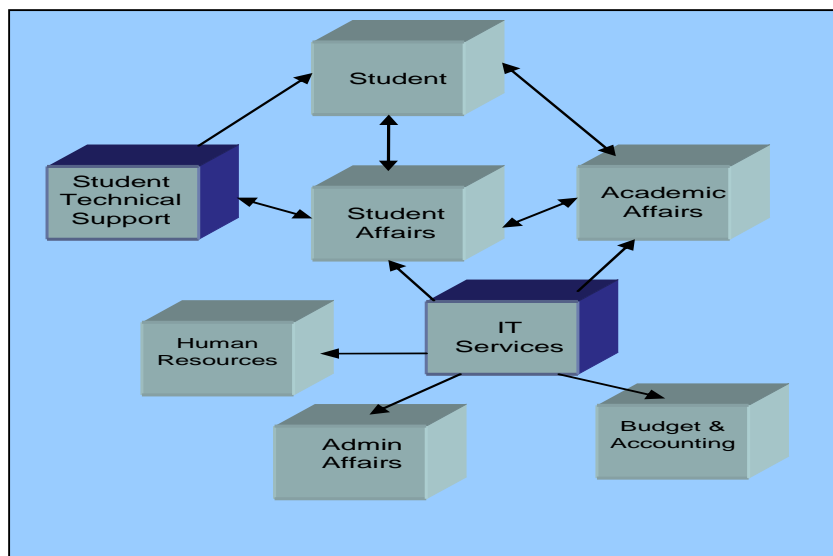 Student
Student
Technical
Support
Student
Affairs
Academic
Affairs
IT
Services
Human
Resources
Admin
Affairs
Budget &
Accounting